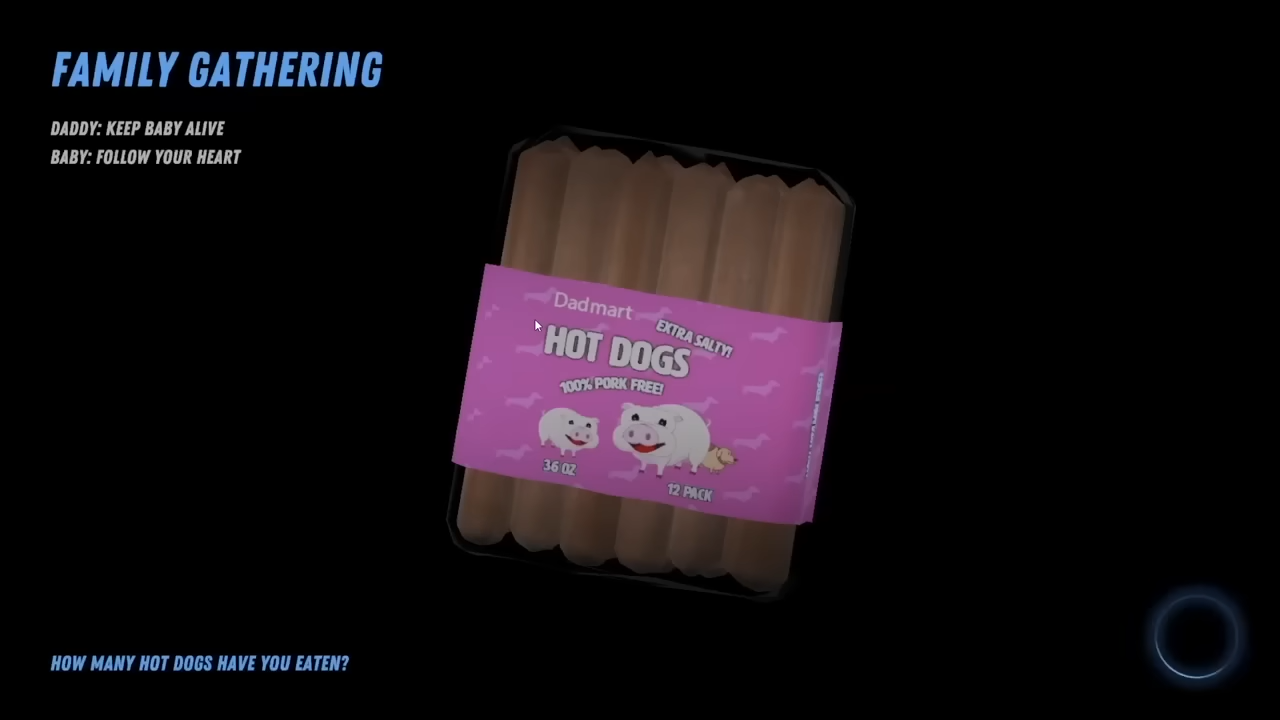 FAMILY GATHERING
DADDY: KEEP BABY ALIVE
BABY: FOLLOW YOUR HEART
Dadmart
EXTRA SALTY!
HOT DOGS
100% PORK FREE!
36 OZ
12 PACK
HOW MANY HOT DOGS HAVE YOU EATEN?